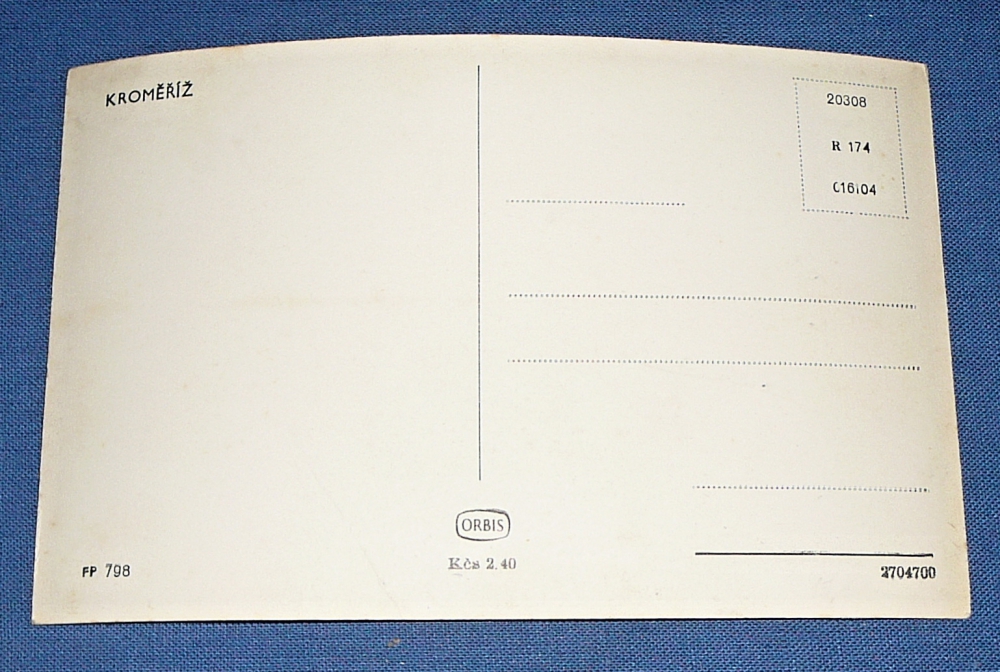 KROMĚŘÍŽ
20308
R 174
C16104
ORBIS
Kčs 2.40
FP 798
2704700